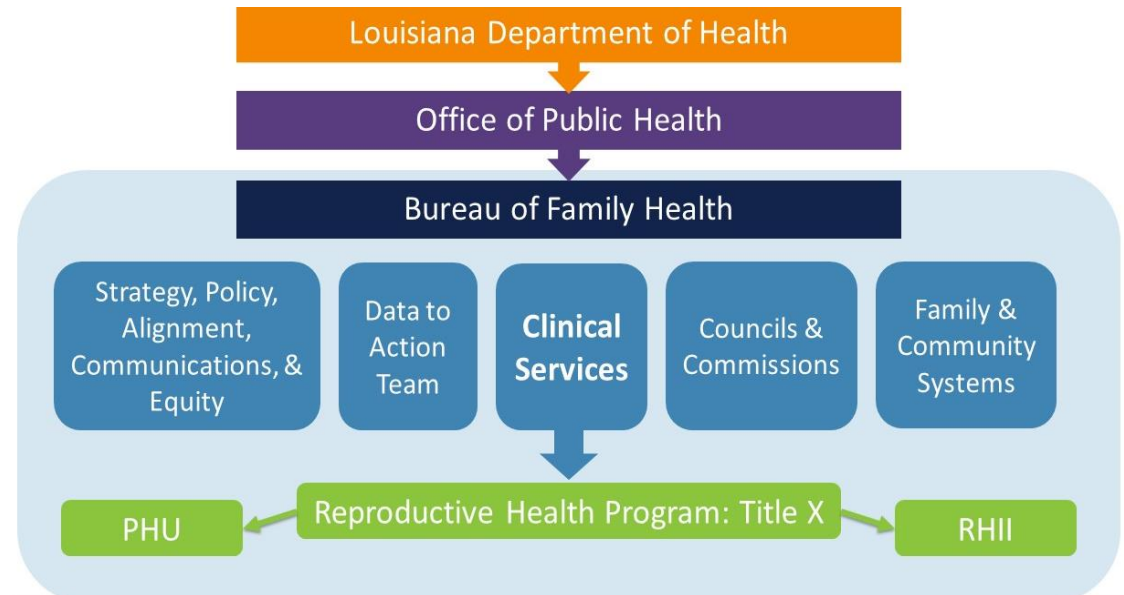 Louisiana Department of Health
Office of Public Health
Bureau of Family Health
Strategy, Policy,
Alignment,
Communications, &
Equity
Data to
Action
Team
Clinical
Services
Councils &
Commissions
Family &
Community
Systems
Reproductive Health Program: Title X
PHU
RHII